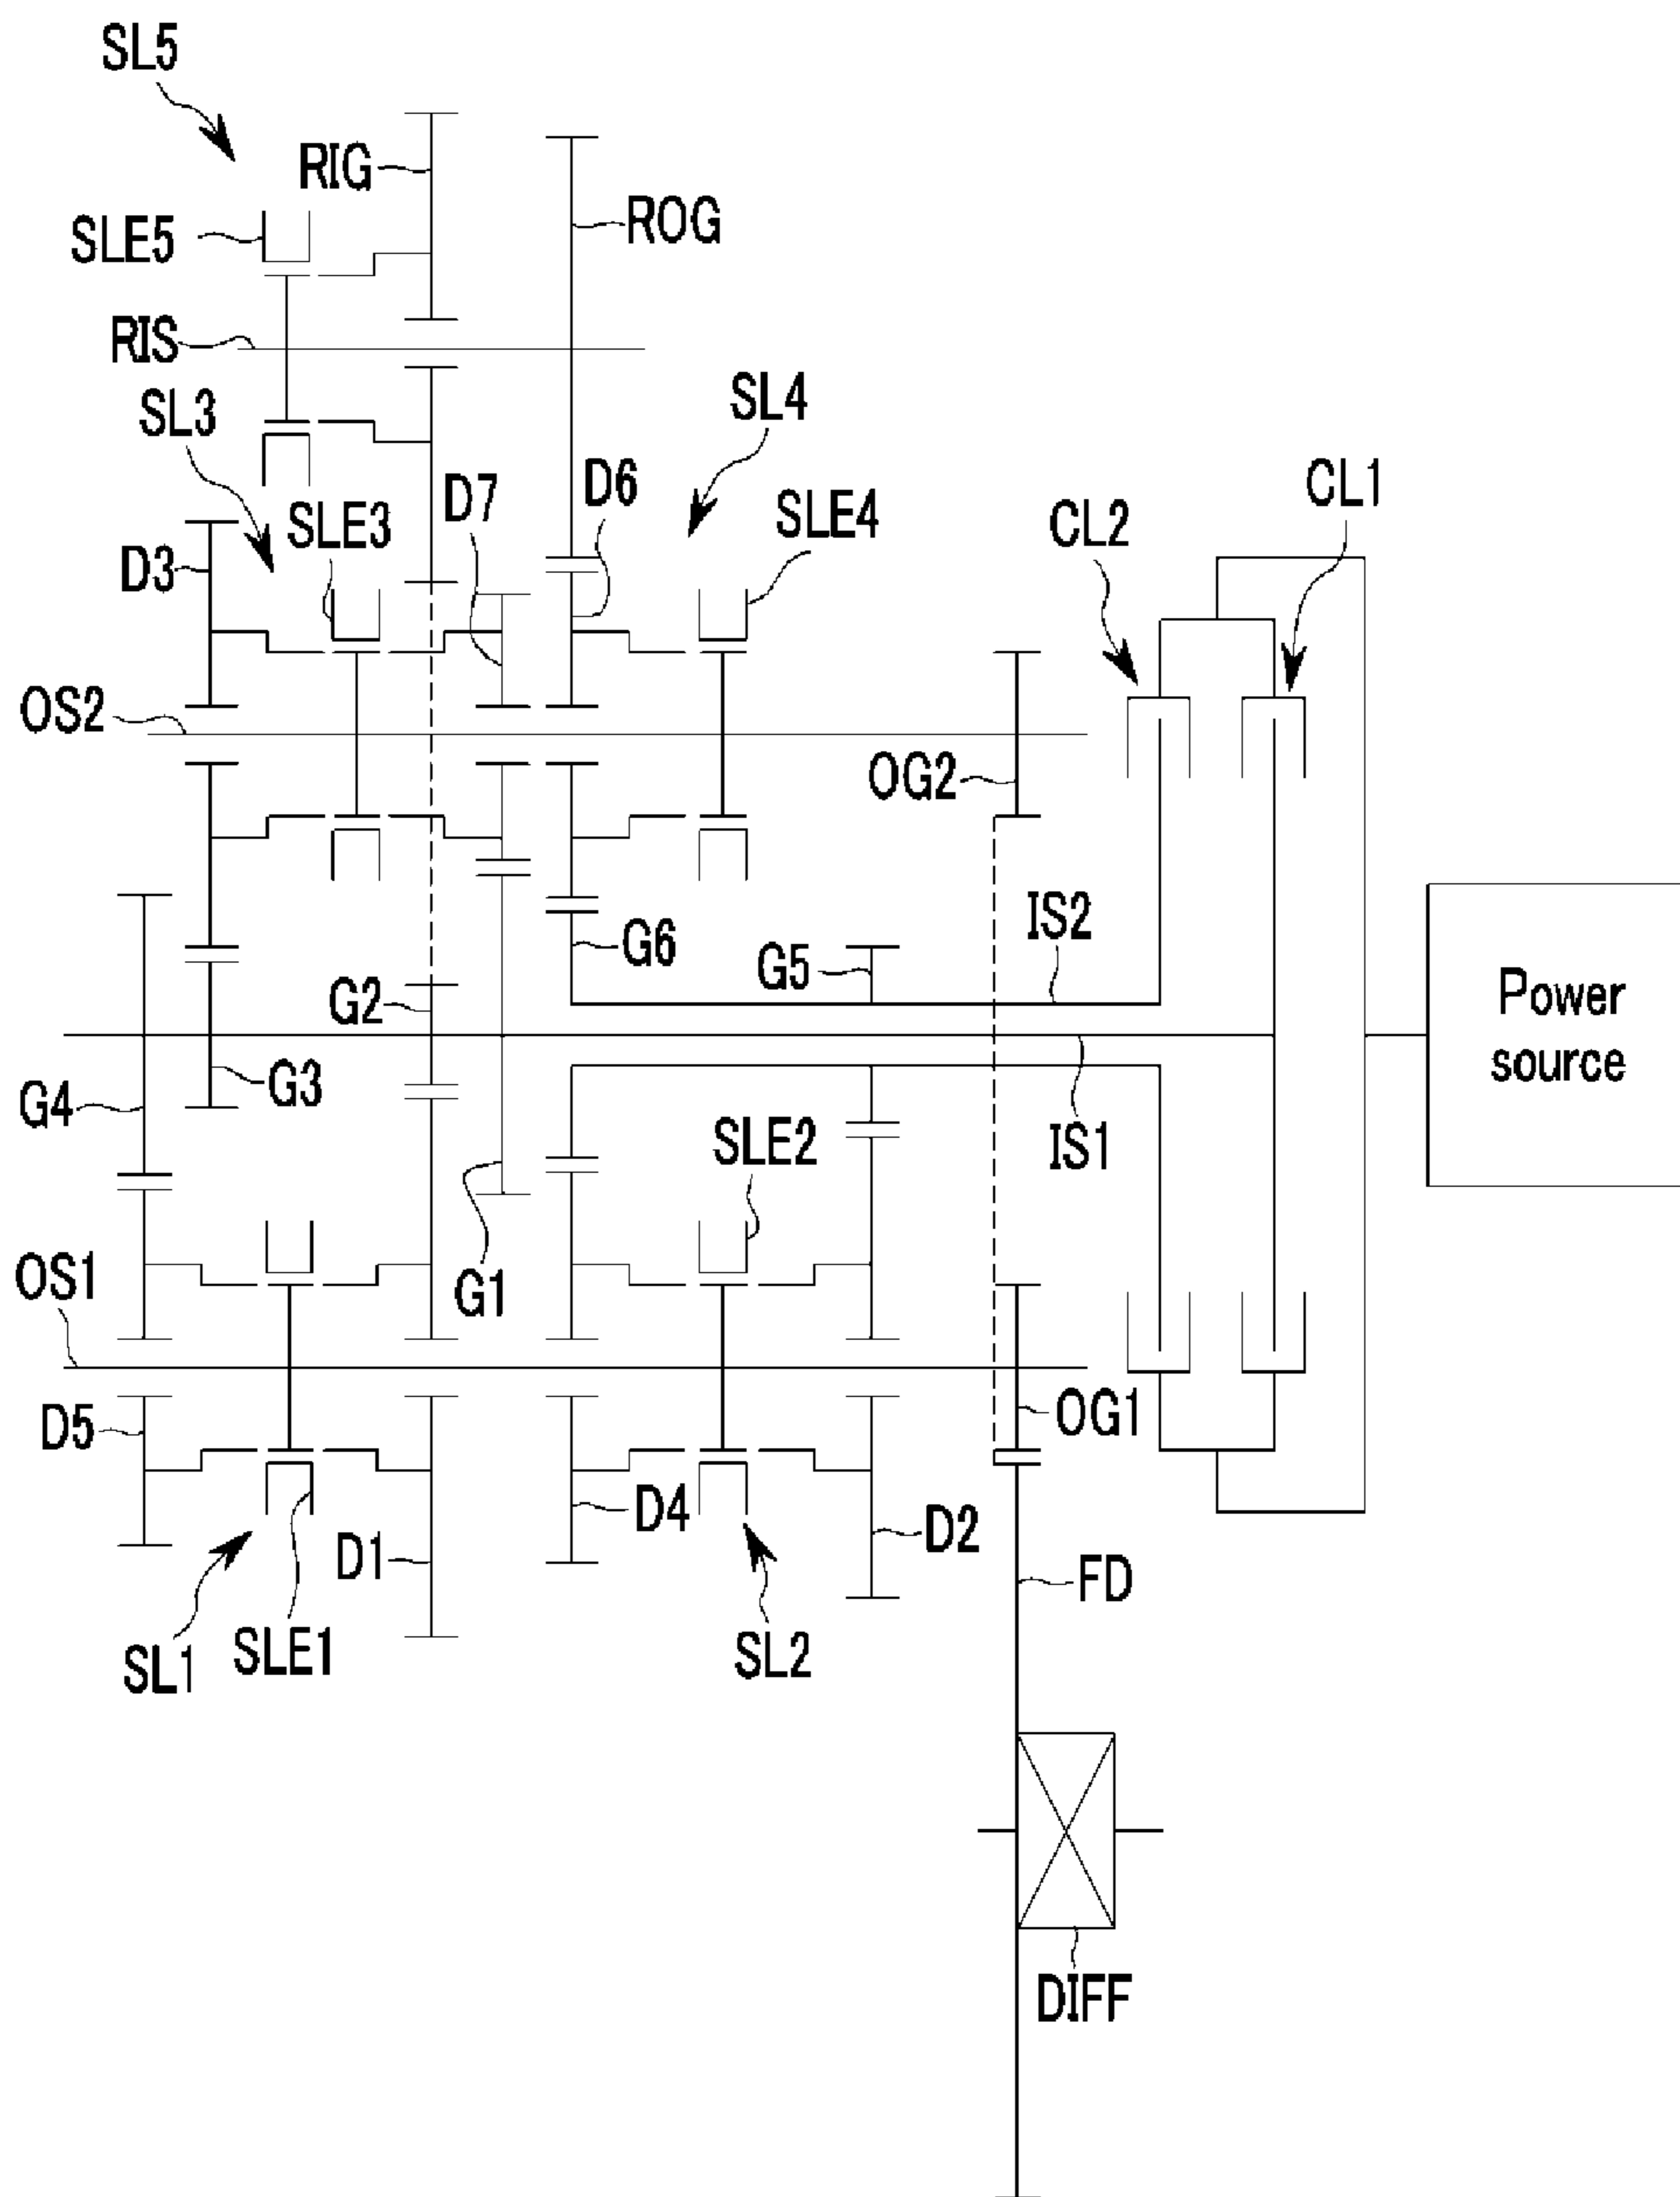 SL5
RIG
ROG
SLE5
RIS
SL3
SL4
D7
D6
SLE3
SLE4
CL2
CL1
D3
OS2
OG2
IS2
G6
G5
G2
Power
source
G3
G4
SLE2
IS1
OS1
G1
D5
OG1
D4
D2
D1
FD
SL1
SLE1
SL2
DIFF